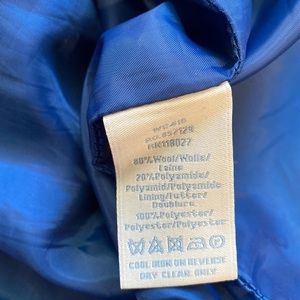 RN118027
80%Wool/Wolle/
Laine
20%Polyamide/
Polyamid/Polyamide
Lining/Futter/
Doublure
100%Polyester/
Polyester/Polyester
COOL IRON ON REVERSE
DRY CLEAN ONLY